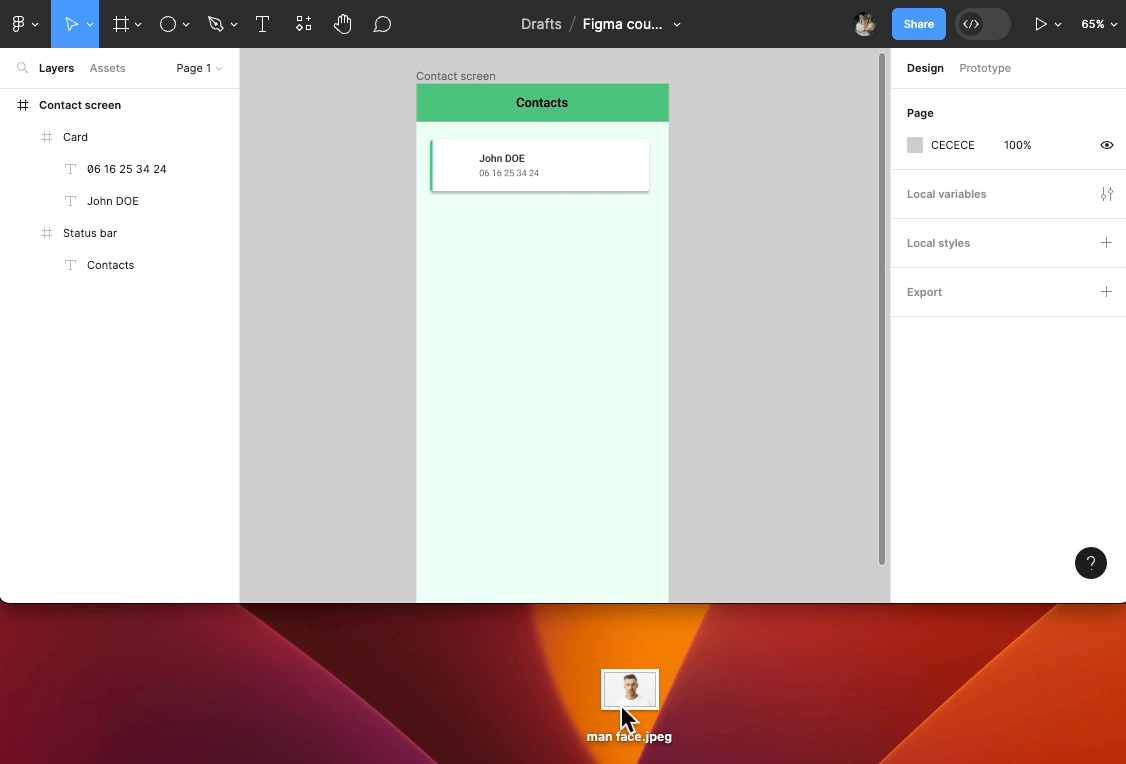 Drafts / Figma cou...
Share
65%
Layers
Assets
Page 1
Contact screen
Card
06 16 25 34 24
John DOE
Status bar
Contacts
Contact screen
Contacts
John DOE
06 16 25 34 24
Design
Prototype
Page
CECECE
100%
Local variables
Local styles
Export
?
man face.jpeg